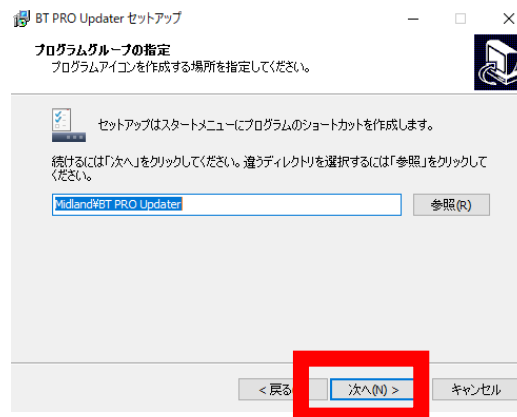 BT PRO Updater セットアップ
プログラムグループの指定
プログラムアイコンを作成する場所を指定してください。
セットアップはスタートメニューにプログラムのショートカットを作成します。
続けるには「次へ」をクリックしてください。違うディレクトリを選択するには「参照」をクリックして
ください。
Midland¥BT PRO Updater
参照(R)
< 戻る
次へ(N) >
キャンセル